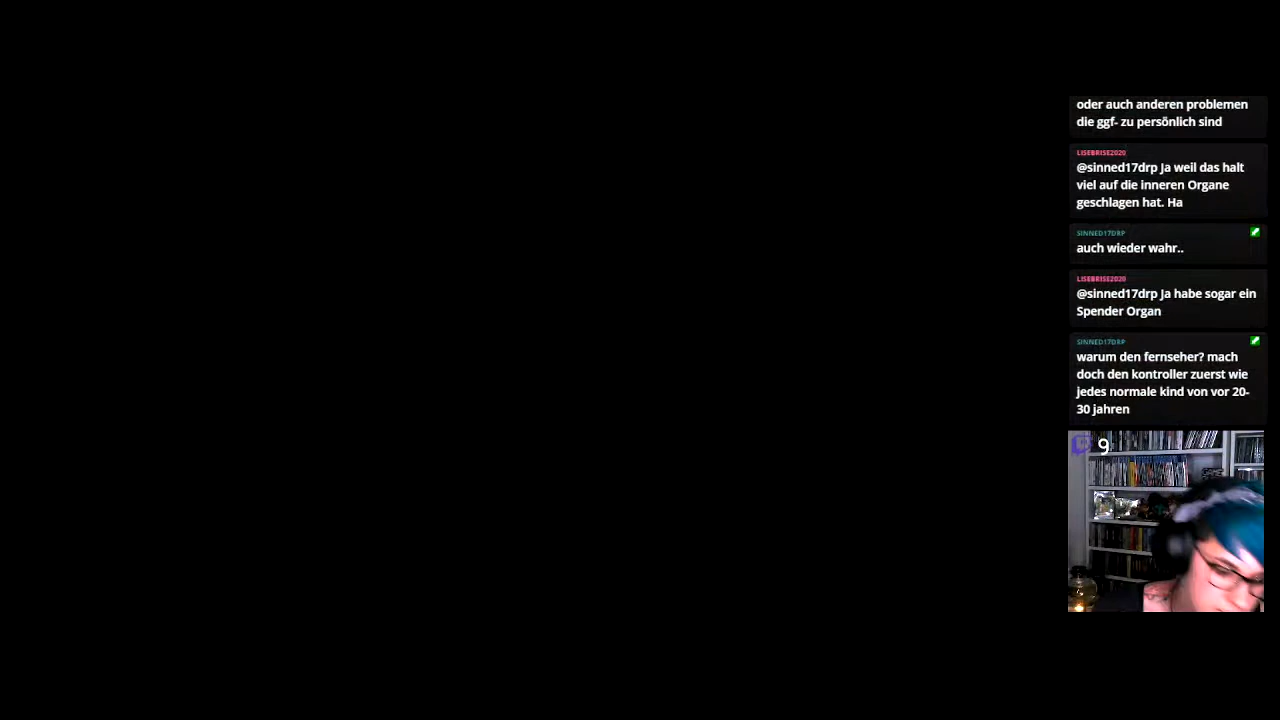 oder auch anderen problemen
die ggf- zu persönlich sind
LISEBRISE2020
@sinned17drp Ja weil das halt
viel auf die inneren Organe
geschlagen hat. Ha
SINNED17DRP
auch wieder wahr..
LISEBRISE2020
@sinned17drp Ja habe sogar ein
Spender Organ
SINNED17DRP
warum den fernseher? mach
doch den kontroller zuerst wie
jedes normale kind von vor 20-
30 jahren
9